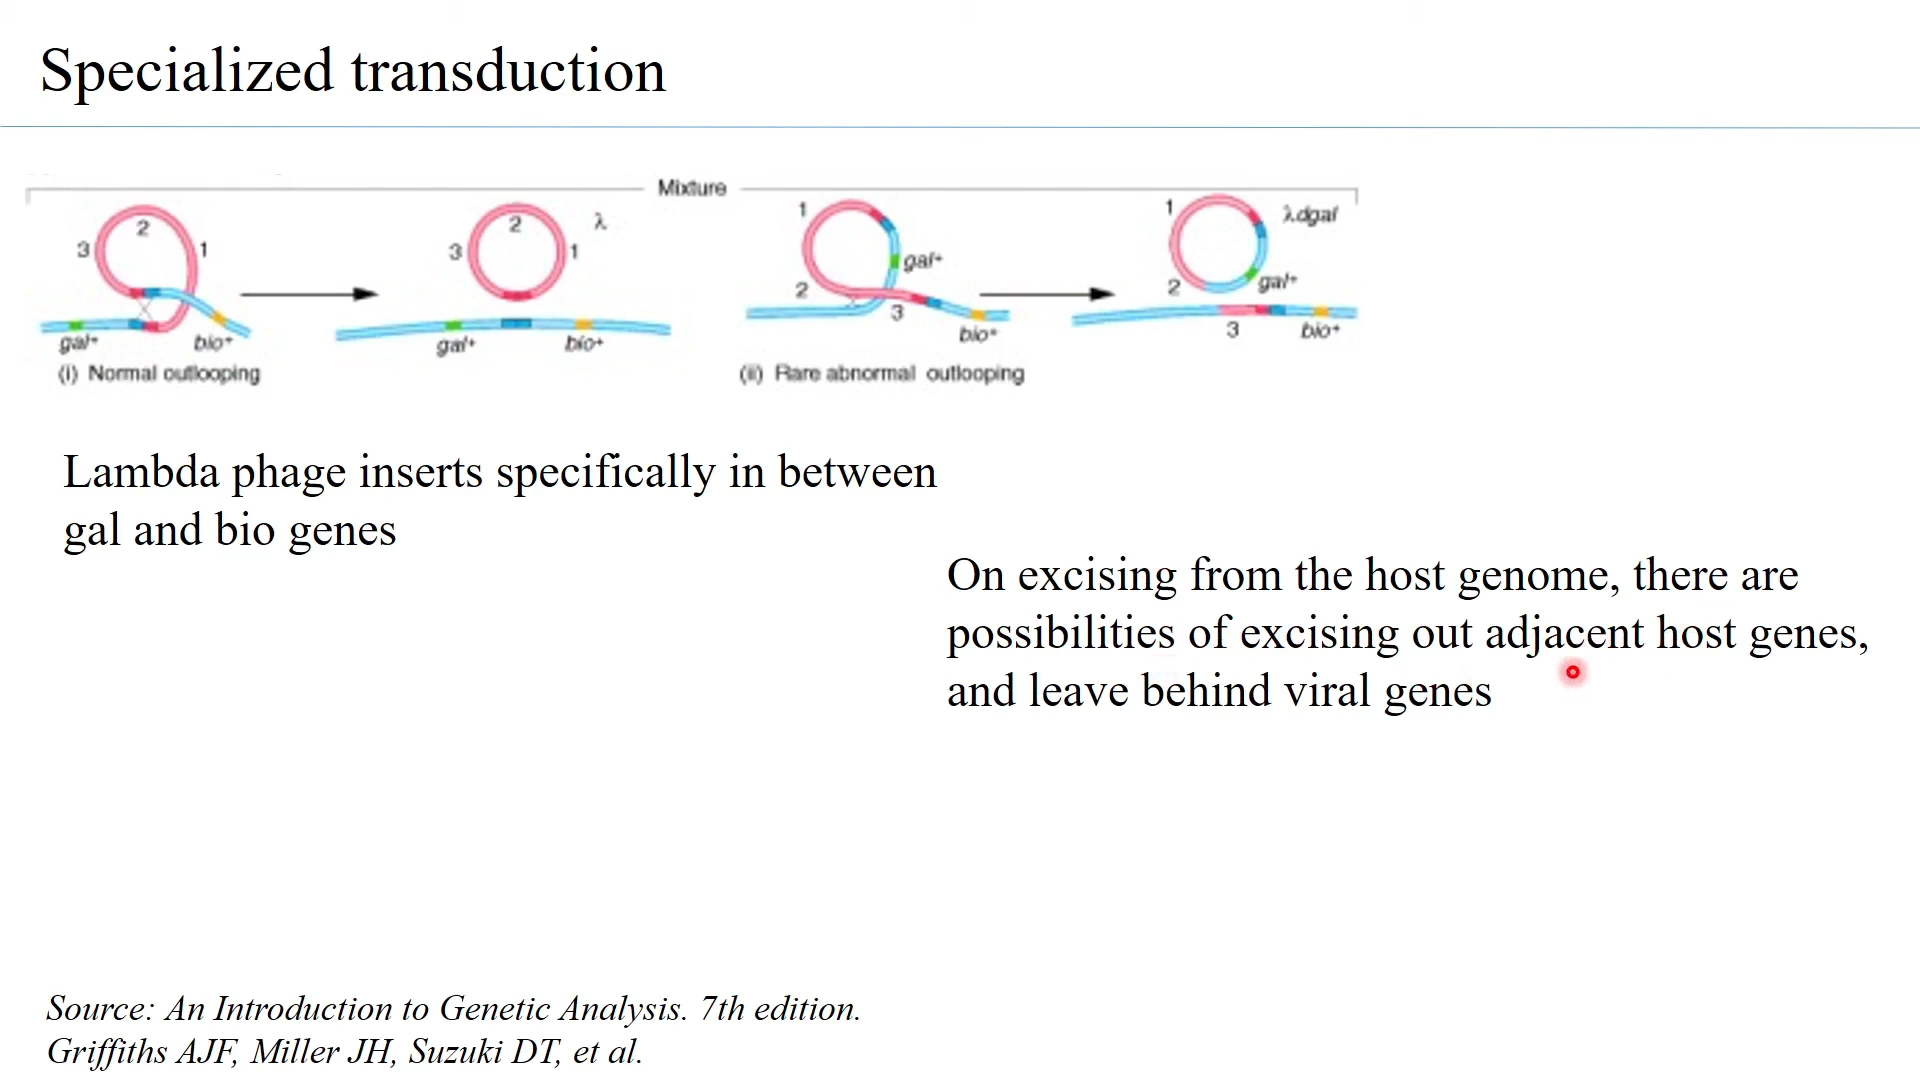 Specialized transduction
Mixture
2
3
1
gal+
bio+
(i) Normal outlooping
2
3
1
λ
gal+
bio+
1
2
3
gal+
bio+
(ii) Rare abnormal outlooping
1
2
λdgal
gal+
3
bio+
Lambda phage inserts specifically in between
gal and bio genes
On excising from the host genome, there are
possibilities of excising out adjacent host genes,
and leave behind viral genes
Source: An Introduction to Genetic Analysis. 7th edition.
Griffiths AJF, Miller JH, Suzuki DT, et al.